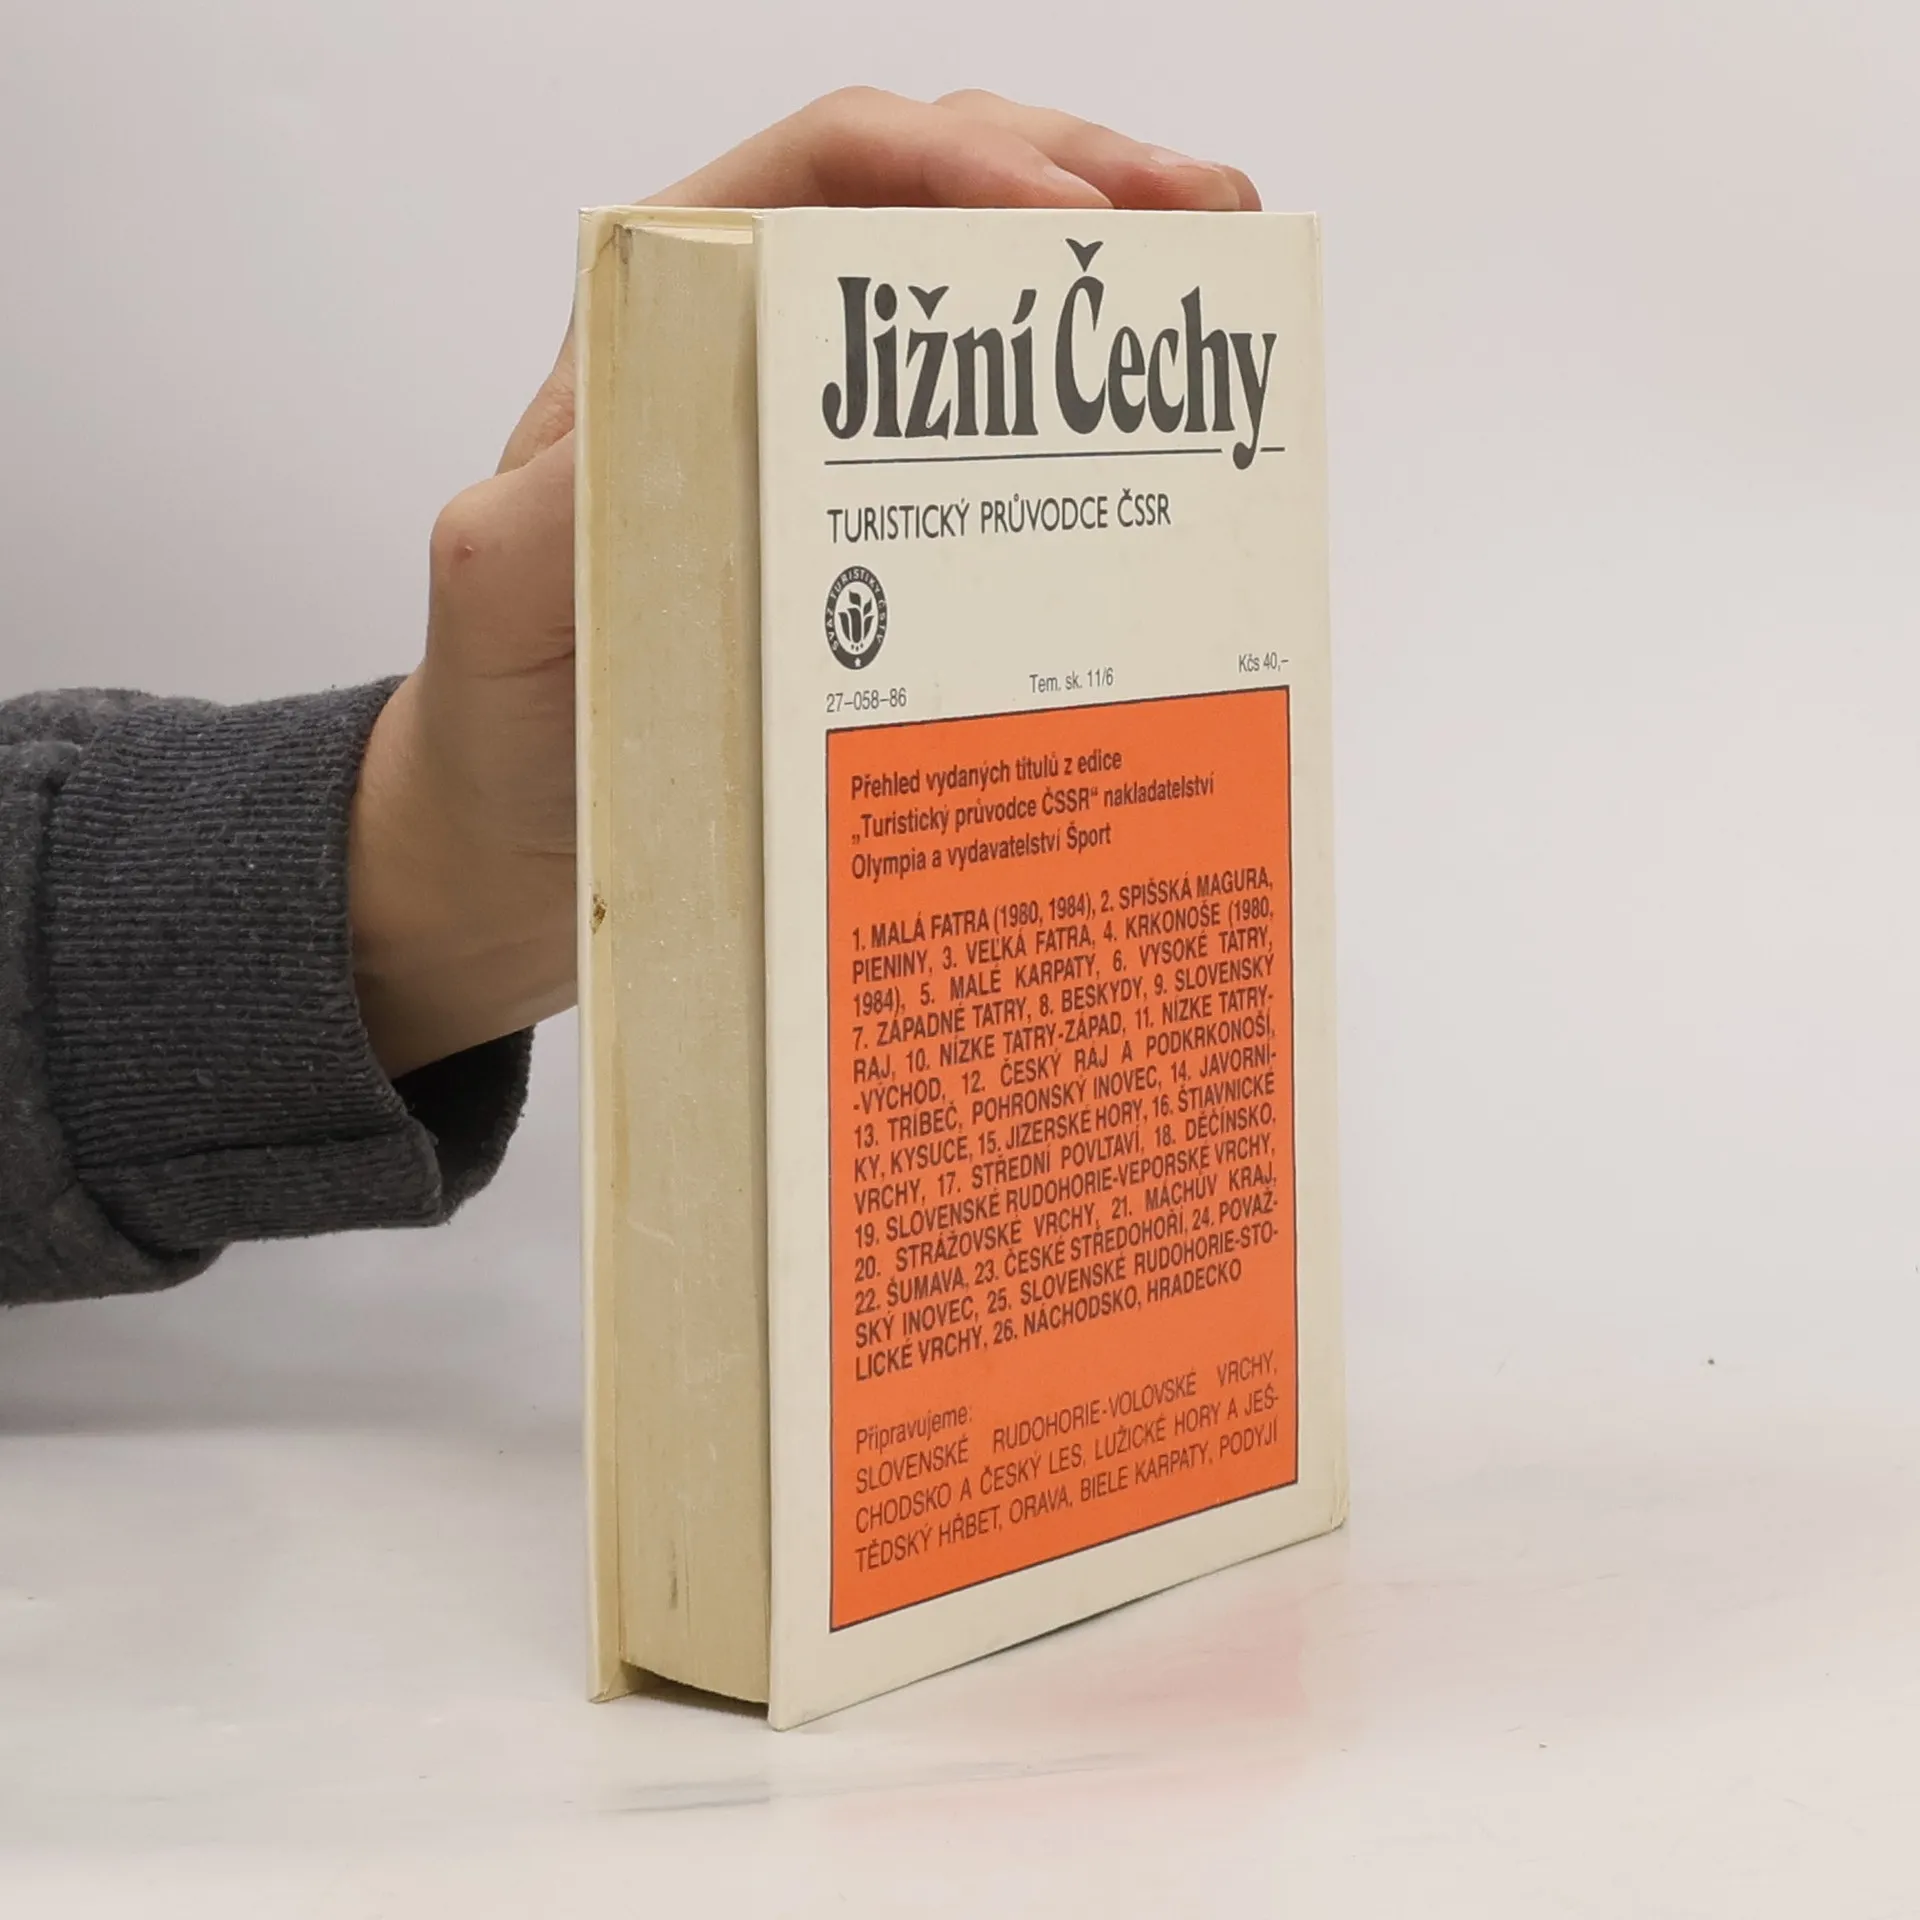 Jižní Čechy
TURISTICKÝ PRŮVODCE ČSSR
SVAZ TURISTIKY ČSTV
27–058–86 Tem. sk. 11/6 Kčs 40,–
Přehled vydaných titulů z edice
„Turistický průvodce ČSSR“ nakladatelství
Olympia a vydavatelství Šport
1. MALÁ FATRA (1980, 1984), 2. SPIŠSKÁ MAGURA,
PIENINY, 3. VEĽKÁ FATRA, 4. KRKONOŠE (1980,
1984), 5. MALÉ KARPATY, 6. VYSOKÉ TATRY,
7. ZÁPADNÉ TATRY, 8. BESKYDY, 9. SLOVENSKÝ
RAJ, 10. NÍZKE TATRY-ZÁPAD, 11. NÍZKE TATRY-
-VÝCHOD, 12. ČESKÝ RÁJ A PODKRKONOŠÍ,
13. TRÍBEČ, POHRONSKÝ INOVEC, 14. JAVORNÍ-
KY, KYSUCE, 15. JIZERSKÉ HORY, 16. ŠTIAVNICKÉ
VRCHY, 17. STŘEDNÍ POVLTAVÍ, 18. DĚČÍNSKO,
19. SLOVENSKÉ RUDOHORIE-VEPORSKÉ VRCHY,
20. STRÁŽOVSKÉ VRCHY, 21. MÁCHŮV KRAJ,
22. ŠUMAVA, 23. ČESKÉ STŘEDOHOŘÍ, 24. POVAŽ-
SKÝ INOVEC, 25. SLOVENSKÉ RUDOHORIE-STO-
LICKÉ VRCHY, 26. NÁCHODSKO, HRADECKO
Připravujeme:
SLOVENSKÉ RUDOHORIE-VOLOVSKÉ VRCHY,
CHODSKO A ČESKÝ LES, LUŽICKÉ HORY A JEŠ-
TĚDSKÝ HŘBET, ORAVA, BIELE KARPATY, PODYJÍ